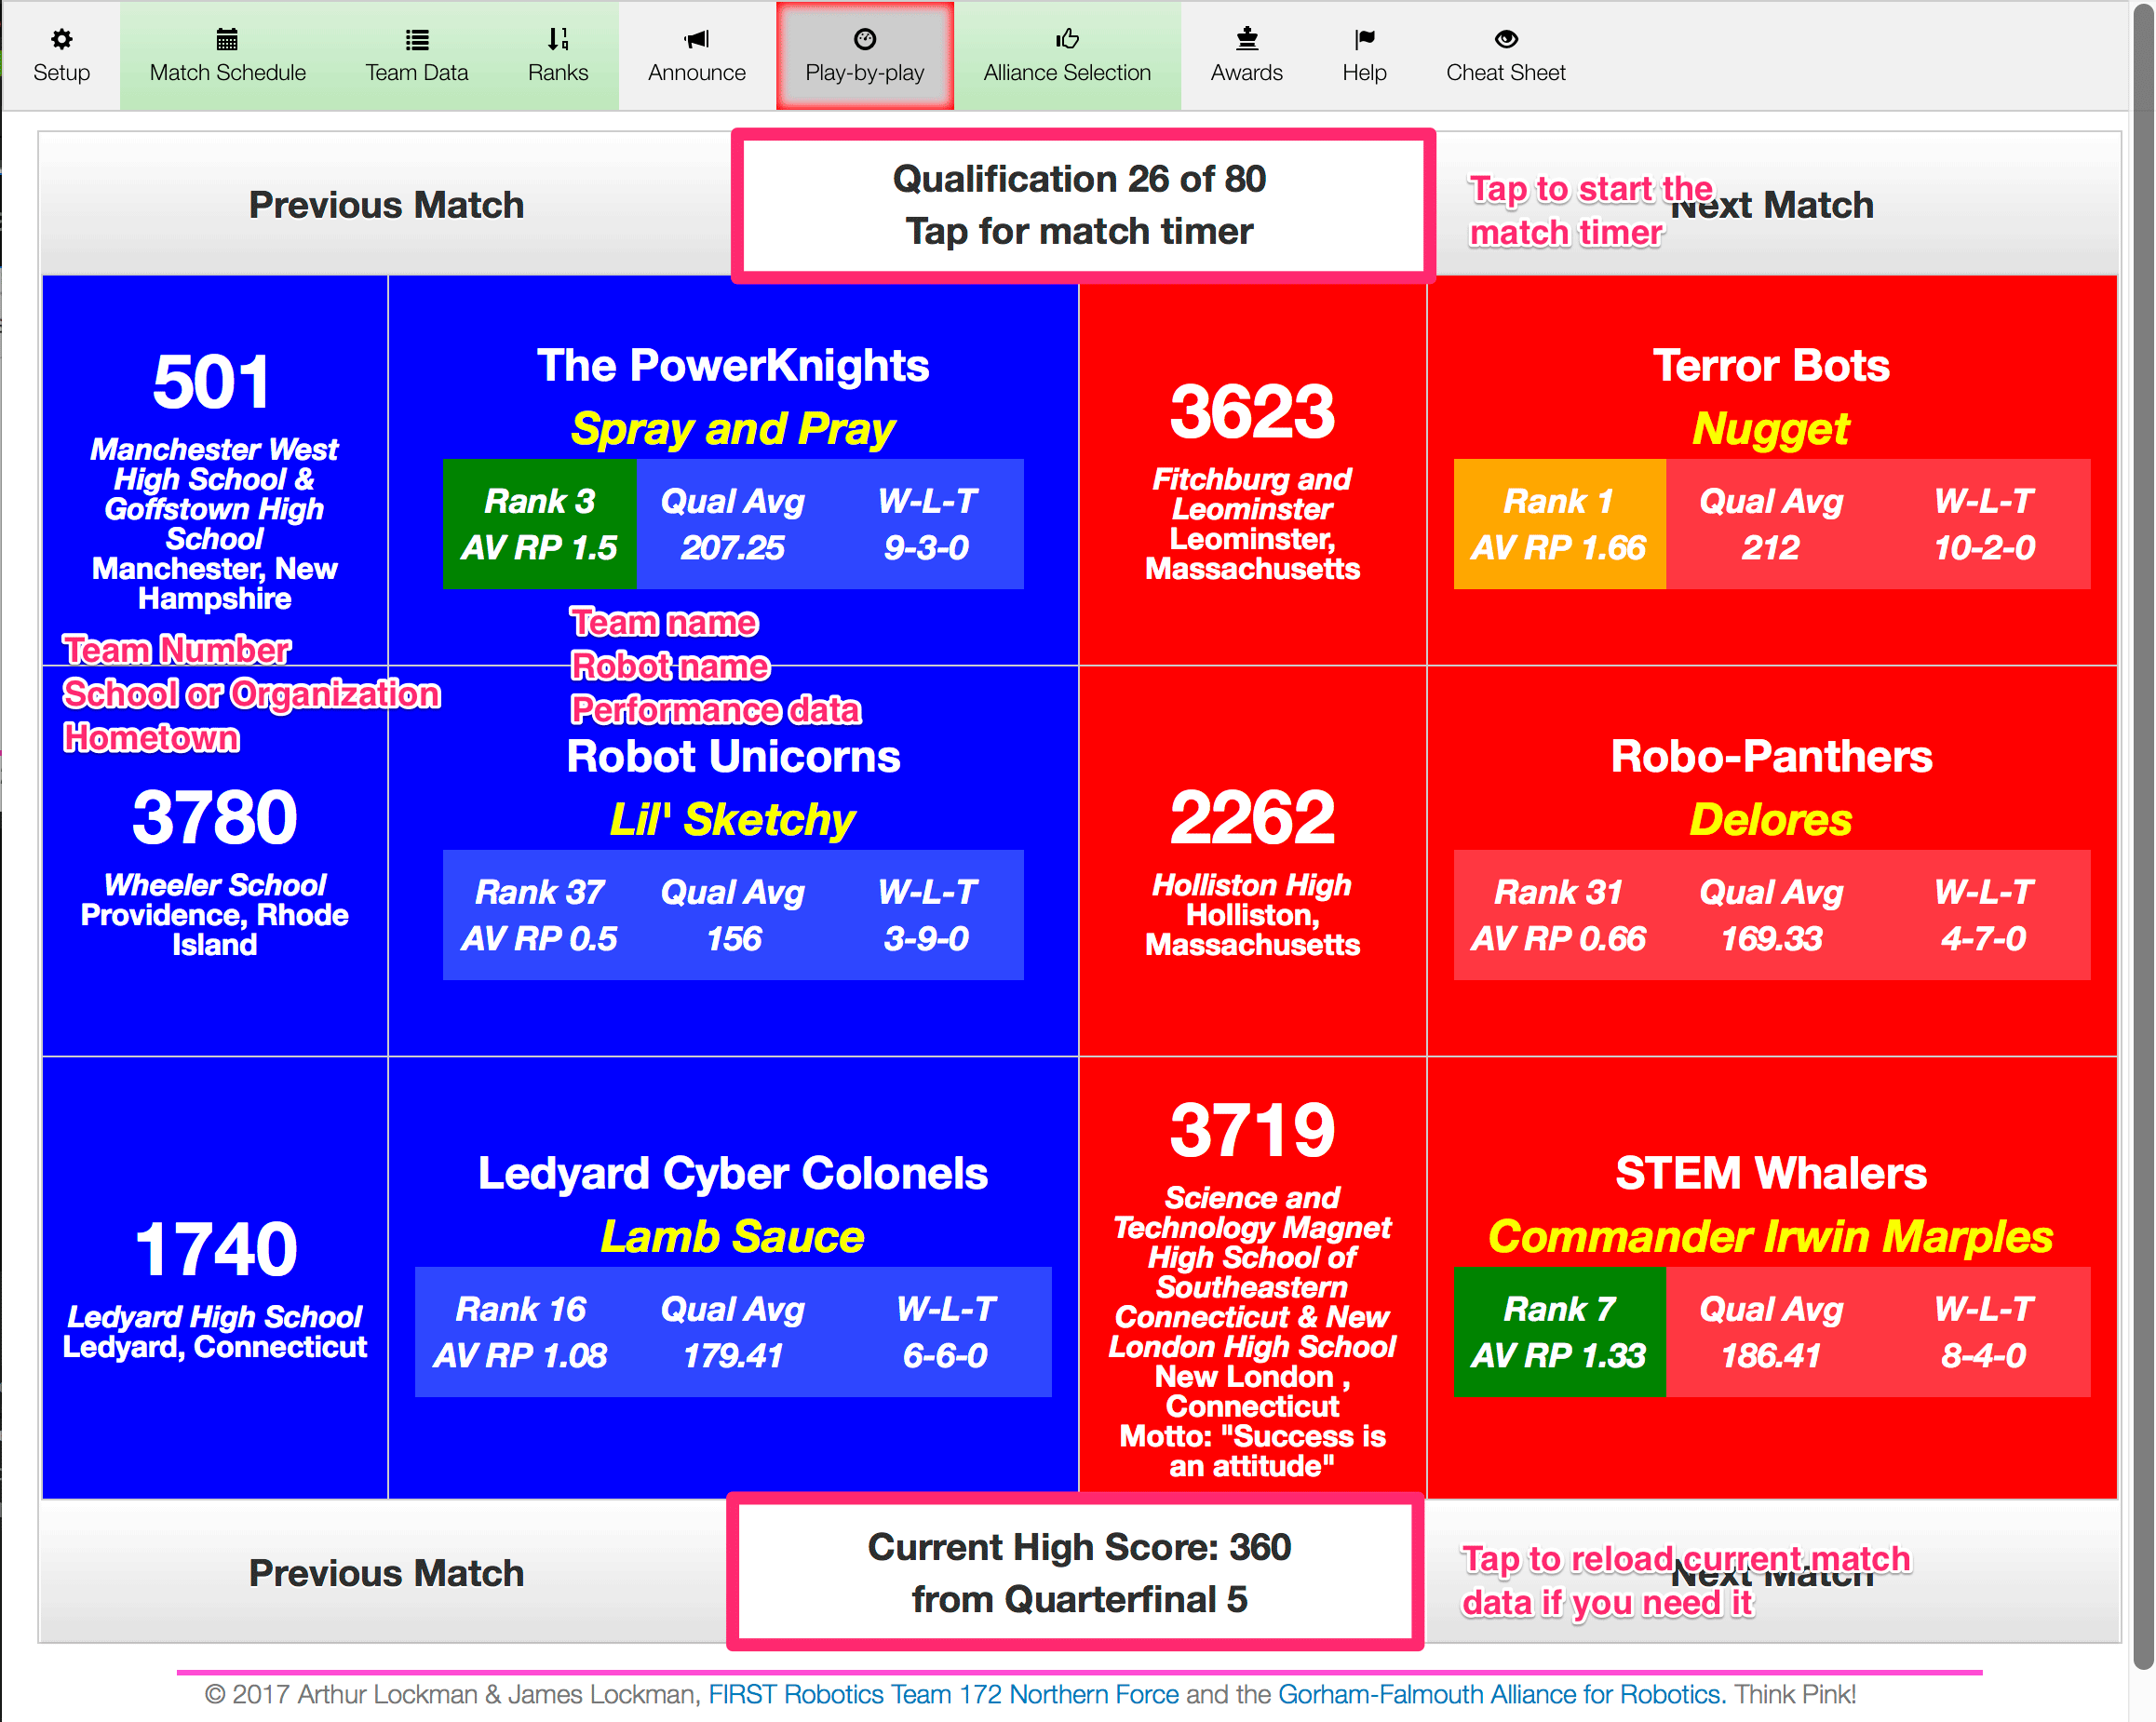 Setup
Match Schedule
Team Data
Ranks
Announce
Play-by-play
Alliance Selection
Awards
Help
Cheat Sheet
Previous Match
Qualification 26 of 80
Tap for match timer
Tap to start the
match timer
Next Match
501
Manchester West
High School &
Goffstown High
School
Manchester, New
Hampshire
The PowerKnights
Spray and Pray
Rank 3
AV RP 1.5
Qual Avg
207.25
W-L-T
9-3-0
3623
Fitchburg and
Leominster
Leominster,
Massachusetts
Terror Bots
Nugget
Rank 1
AV RP 1.66
Qual Avg
212
W-L-T
10-2-0
Team Number
School or Organization
Hometown
Team name
Robot name
Performance data
3780
Wheeler School
Providence, Rhode
Island
Robot Unicorns
Lil' Sketchy
Rank 37
AV RP 0.5
Qual Avg
156
W-L-T
3-9-0
2262
Holliston High
Holliston,
Massachusetts
Robo-Panthers
Delores
Rank 31
AV RP 0.66
Qual Avg
169.33
W-L-T
4-7-0
1740
Ledyard High School
Ledyard, Connecticut
Ledyard Cyber Colonels
Lamb Sauce
Rank 16
AV RP 1.08
Qual Avg
179.41
W-L-T
6-6-0
3719
Science and
Technology Magnet
High School of
Southeastern
Connecticut & New
London High School
New London ,
Connecticut
Motto: "Success is
an attitude"
STEM Whalers
Commander Irwin Marples
Rank 7
AV RP 1.33
Qual Avg
186.41
W-L-T
8-4-0
Previous Match
Current High Score: 360
from Quarterfinal 5
Tap to reload current match
data if you need it
Next Match
© 2017 Arthur Lockman & James Lockman, FIRST Robotics Team 172 Northern Force and the Gorham-Falmouth Alliance for Robotics. Think Pink!